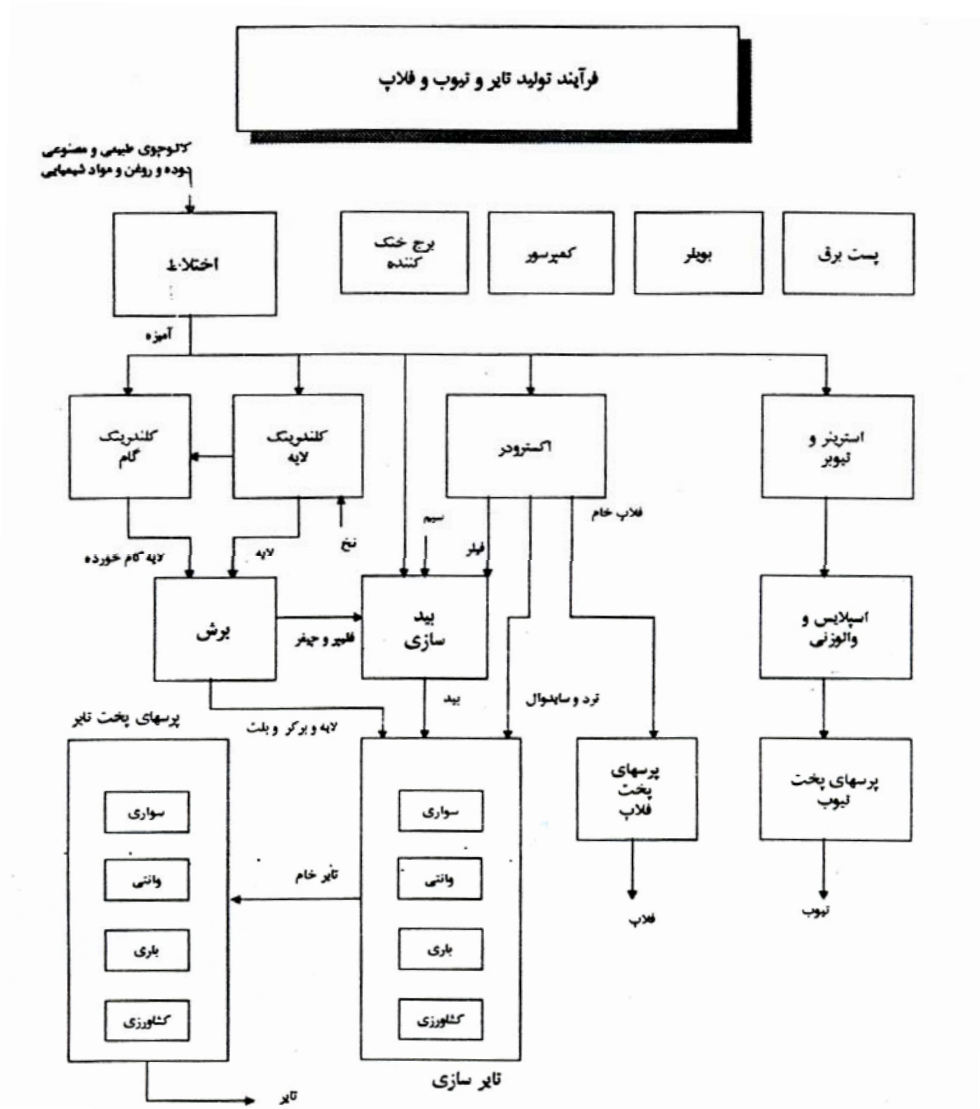 فرآیند تولید تایر و تیوب و فلاپ
کائوچوی طبیعی و مصنوعی
دوده و روغن و مواد شیمیایی
اختلاط
برج خنک
کننده
کمپرسور
بویلر
پست برق
آمیزه
کلندرینک
گام
کلندرینک
لایه
اکسترودر
استرینر و
تیوبر
فلاپ خام
سیم
نخ
فیلر
لایه گام خورده
لایه
برش
فلیپر و چیفر
بید
سازی
اسپلایس و
والوزنی
بید
ترد و سایدوال
لایه و برکر و بلت
پرسهای پخت تایر
پرسهای
پخت
فلاپ
پرسهای پخت
تیوب
سواری
سواری
وانتی
تایر خام
وانتی
فلاپ
تیوب
باری
باری
کشاورزی
کشاورزی
تایر سازی
تایر